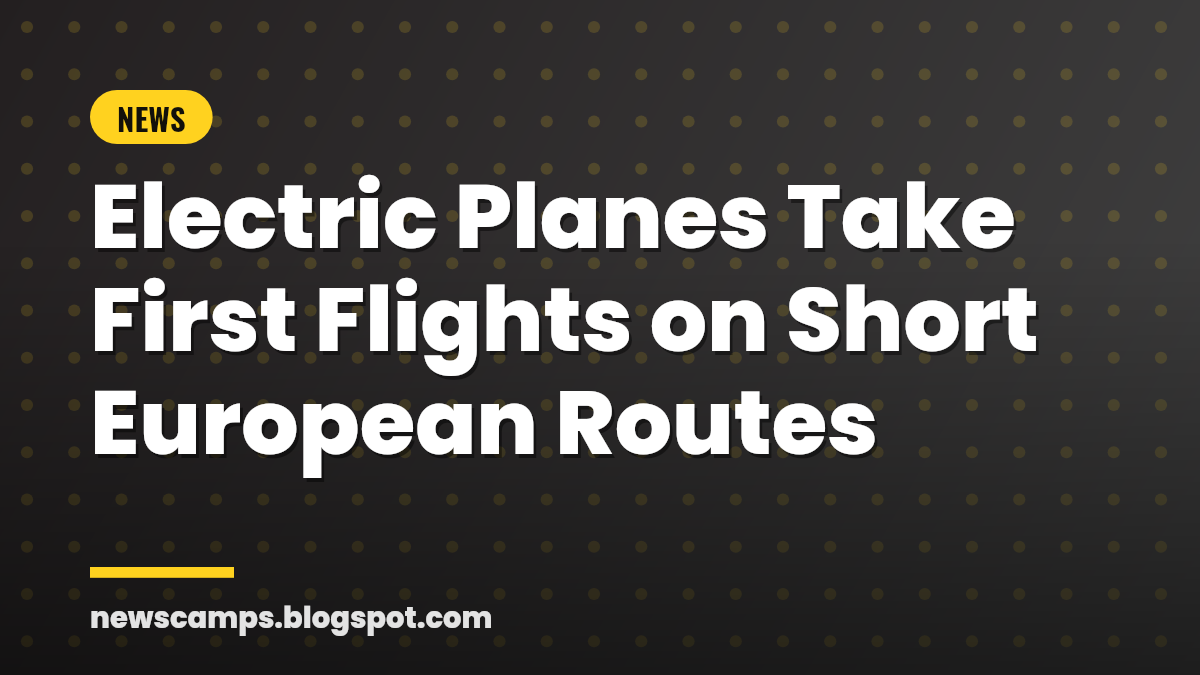 NEWS
Electric Planes Take
First Flights on Short
European Routes
newscamps.blogspot.com